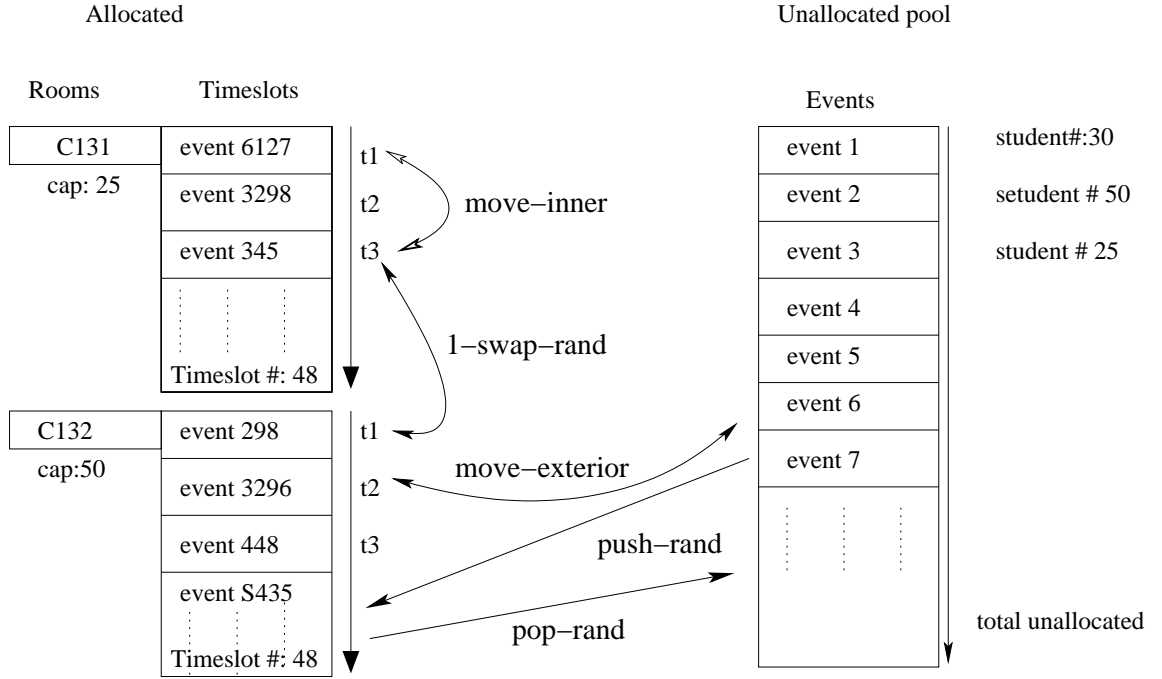 Allocated
Unallocated pool
Rooms
Timeslots
Events
C131
cap: 25
event 6127
event 3298
event 345
Timeslot #: 48
t1
t2
t3
move−inner
1−swap−rand
C132
cap:50
event 298
event 3296
event 448
event S435
Timeslot #: 48
t1
t2
t3
move−exterior
push−rand
pop−rand
event 1
event 2
event 3
event 4
event 5
event 6
event 7
student#:30
setudent # 50
student # 25
total unallocated